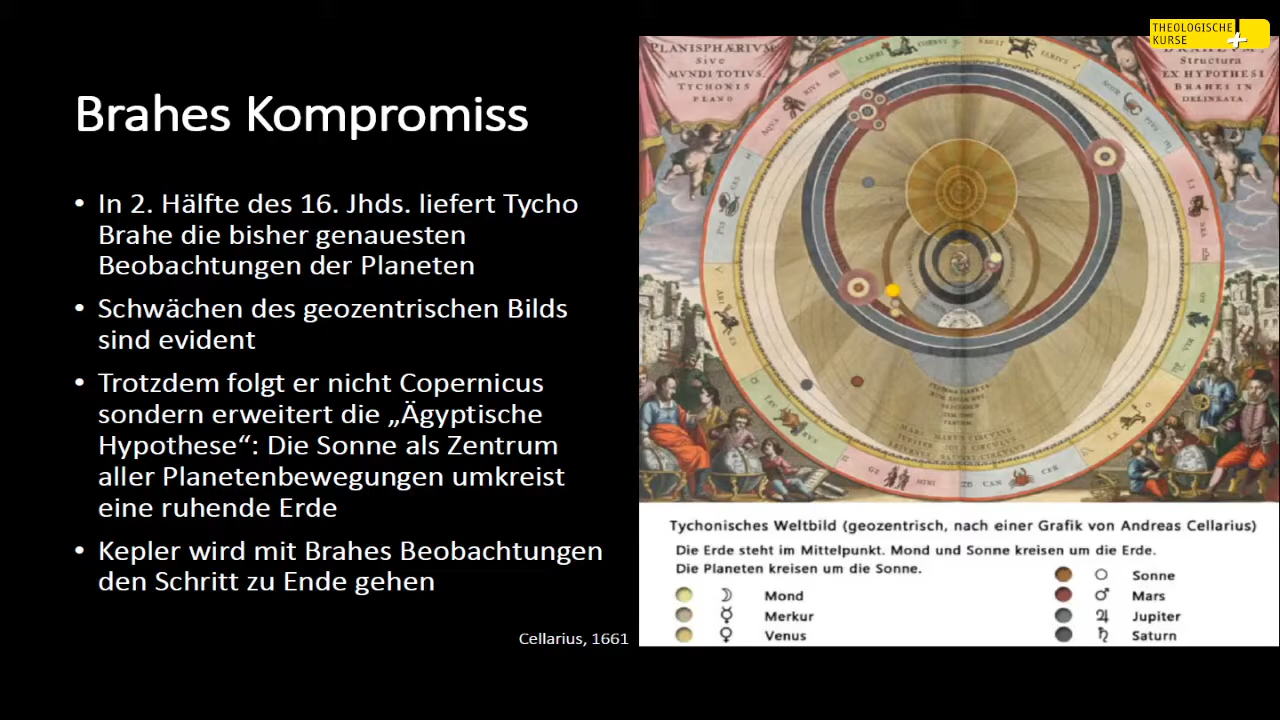 THEOLOGISCHE
KURSE
Brahes Kompromiss
• In 2. Hälfte des 16. Jhds. liefert Tycho
Brahe die bisher genauesten
Beobachtungen der Planeten
• Schwächen des geozentrischen Bilds
sind evident
• Trotzdem folgt er nicht Copernicus
sondern erweitert die „Ägyptische
Hypothese“: Die Sonne als Zentrum
aller Planetenbewegungen umkreist
eine ruhende Erde
• Kepler wird mit Brahes Beobachtungen
den Schritt zu Ende gehen
Cellarius, 1661
PLANISPHÆRIVM
Sive
MVNDI TOTIVS,
TYCHONIS
PLANO
Structura
EX HYPOTHESI
BRAHEI IN
DELINEATA.
Tychonisches Weltbild (geozentrisch, nach einer Grafik von Andreas Cellarius)
Die Erde steht im Mittelpunkt. Mond und Sonne kreisen um die Erde.
Die Planeten kreisen um die Sonne.
☽ Mond
☿ Merkur
♀ Venus
Sonne
♂ Mars
♃ Jupiter
♄ Saturn